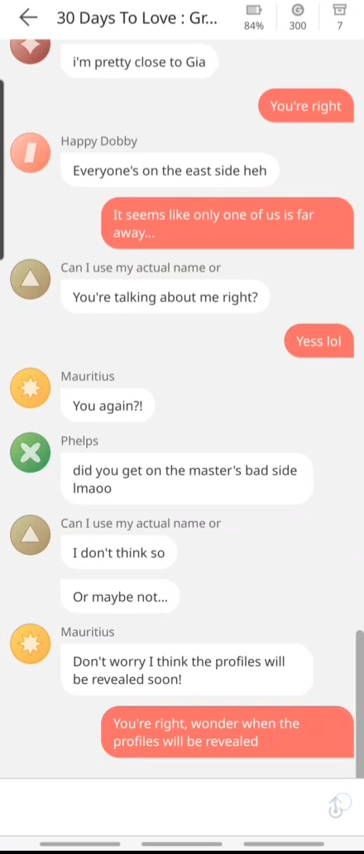 30 Days To Love : Gr...
84%
300
7
i'm pretty close to Gia
You're right
Happy Dobby
Everyone's on the east side heh
It seems like only one of us is far
away...
Can I use my actual name or
You're talking about me right?
Yess lol
Mauritius
You again?!
Phelps
did you get on the master's bad side
lmaoo
Can I use my actual name or
I don't think so
Or maybe not...
Mauritius
Don't worry I think the profiles will
be revealed soon!
You're right, wonder when the
profiles will be revealed